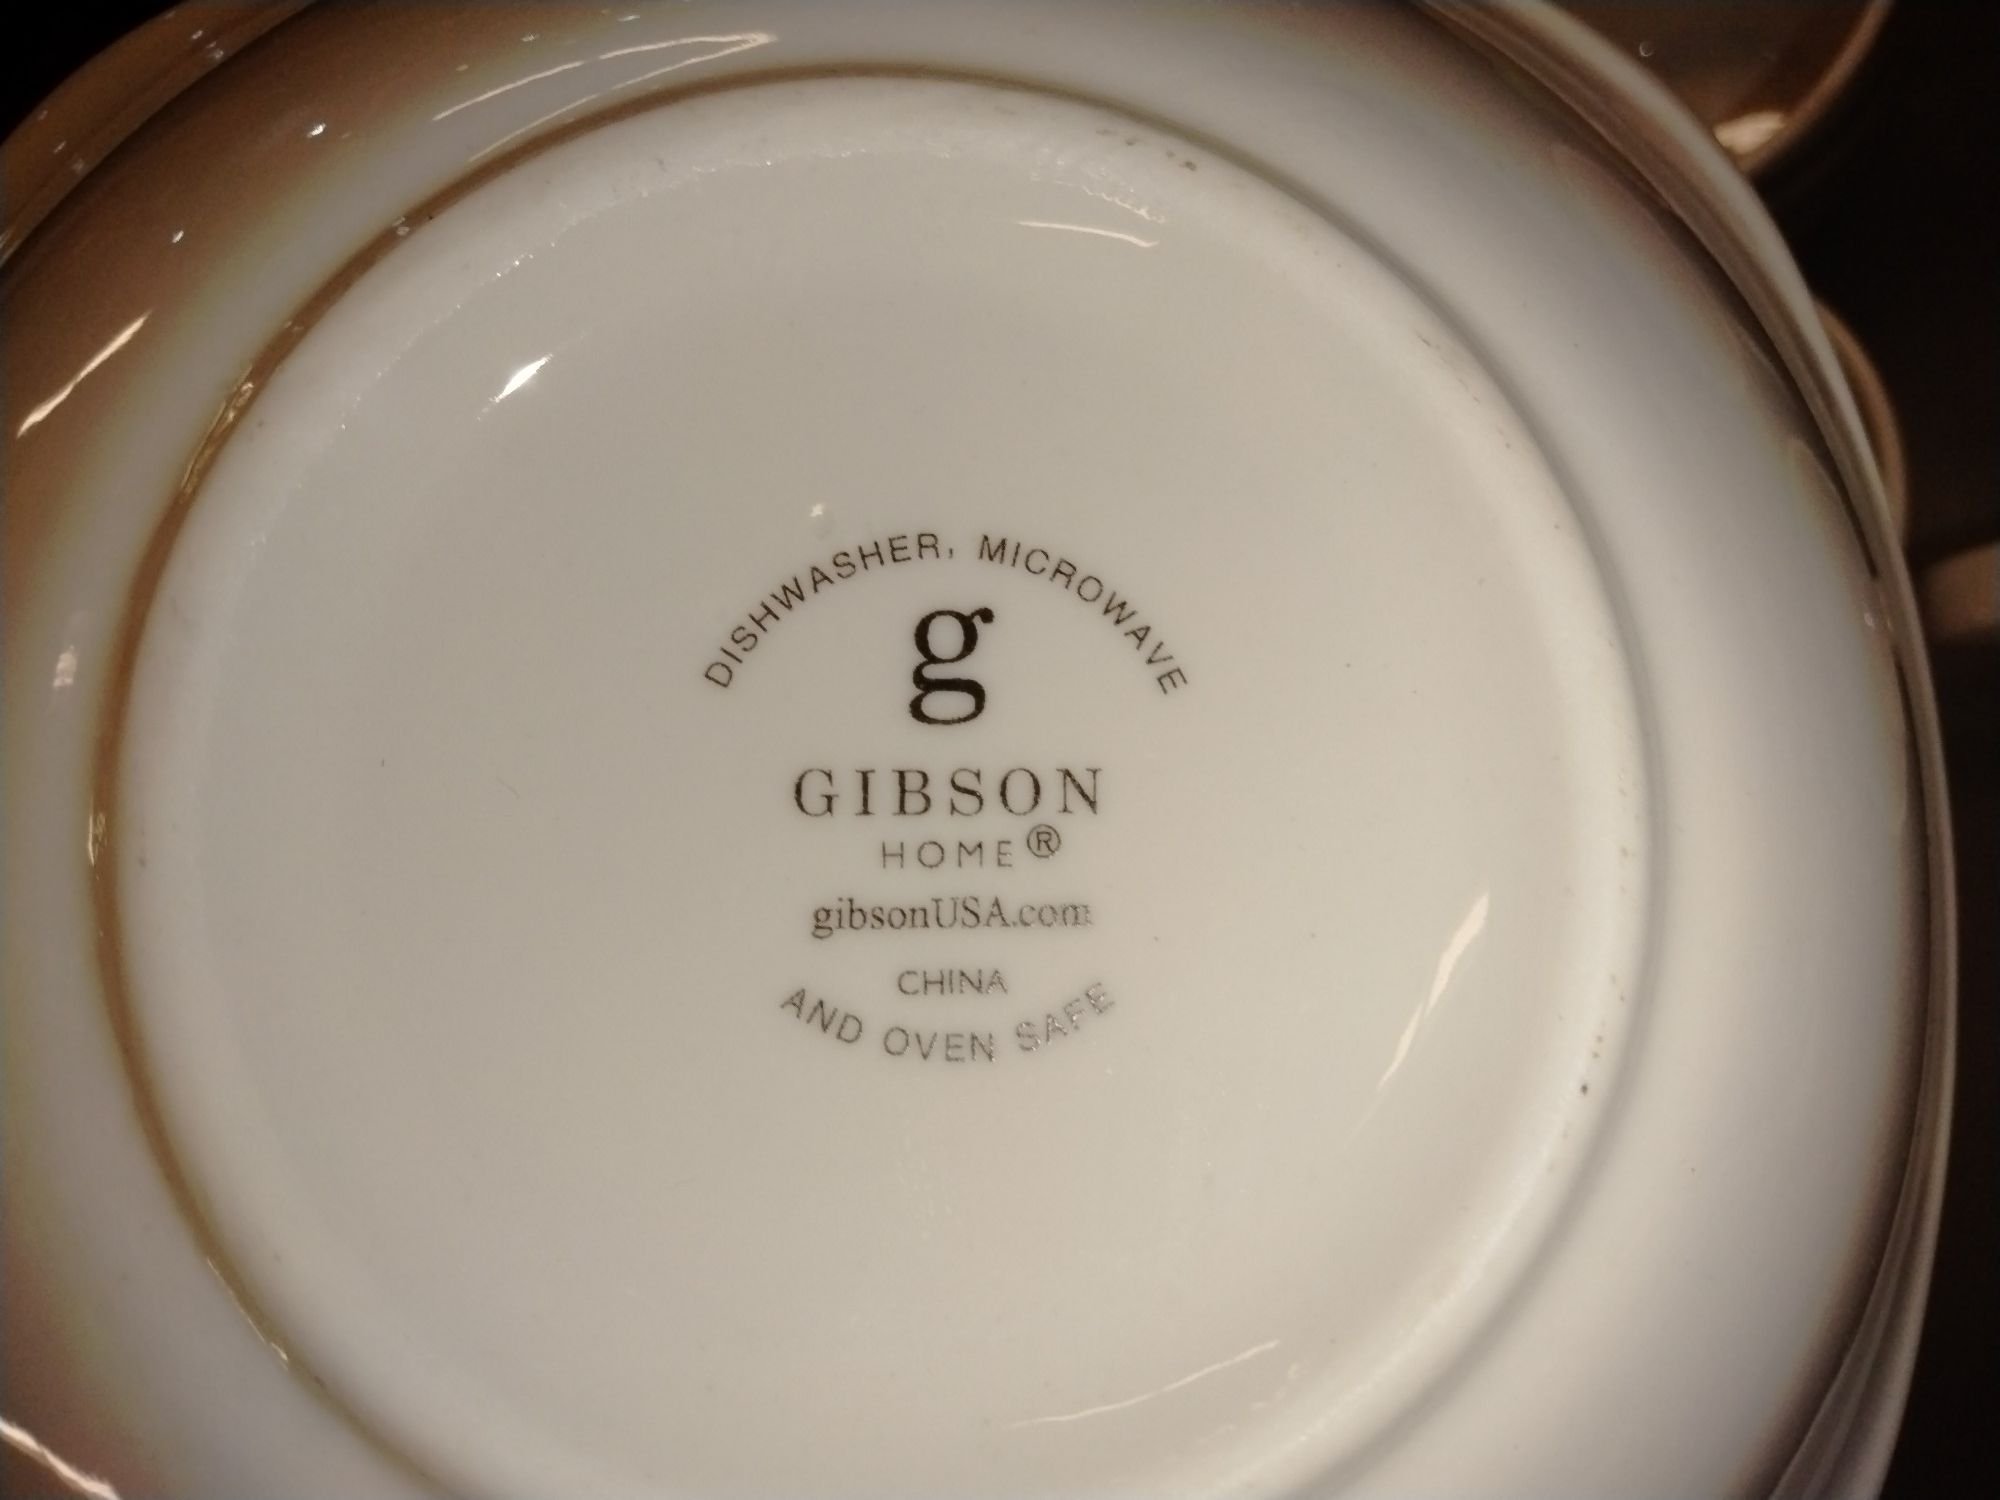 DISHWASHER, MICROWAVE
g
GIBSON
HOME®
gibsonUSA.com
CHINA
AND OVEN SAFE